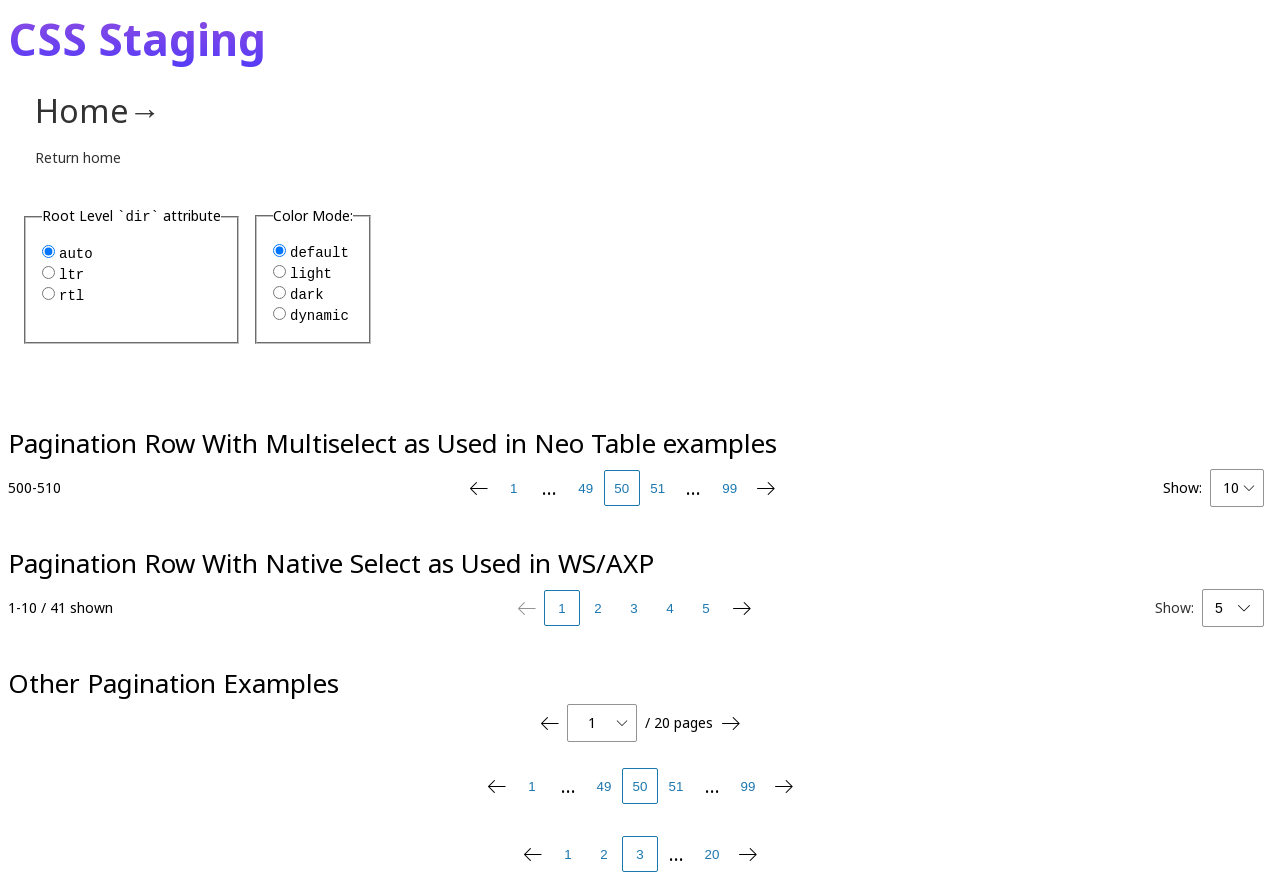 CSS Staging
Home→
Return home
Root Level `dir` attribute
auto
ltr
rtl
Color Mode:
default
light
dark
dynamic
Pagination Row With Multiselect as Used in Neo Table examples
500-510 1 ... 49 50 51 ... 99 Show: 10
Pagination Row With Native Select as Used in WS/AXP
1-10 / 41 shown 1 2 3 4 5 Show: 5
Other Pagination Examples
1 / 20 pages
1 ... 49 50 51 ... 99
1 2 3 ... 20